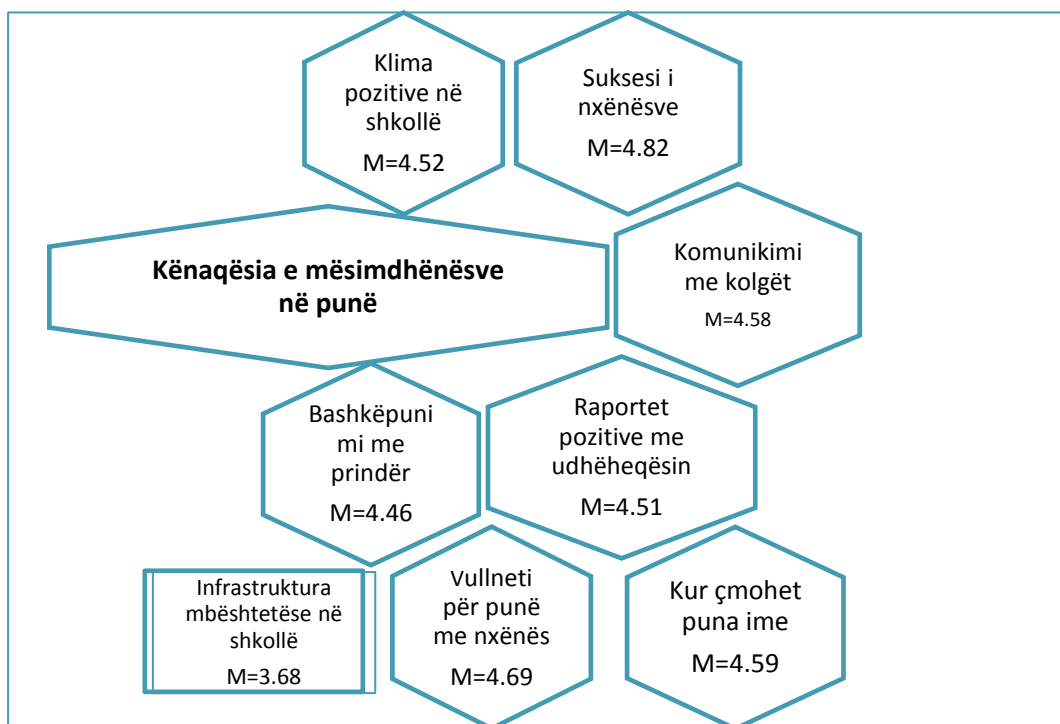 Klima
pozitive në
shkollë
M=4.52
Suksesi i
nxënësve
M=4.82
Kënaqësia e mësimdhënësve
në punë
Komunikimi
me kolgët
M=4.58
Bashkëpuni
mi me
prindër
M=4.46
Raportet
pozitive me
udhëheqësin
M=4.51
Infrastruktura
mbështetëse në
shkollë
M=3.68
Vullneti
për punë
me nxënës
M=4.69
Kur çmohet
puna ime
M=4.59